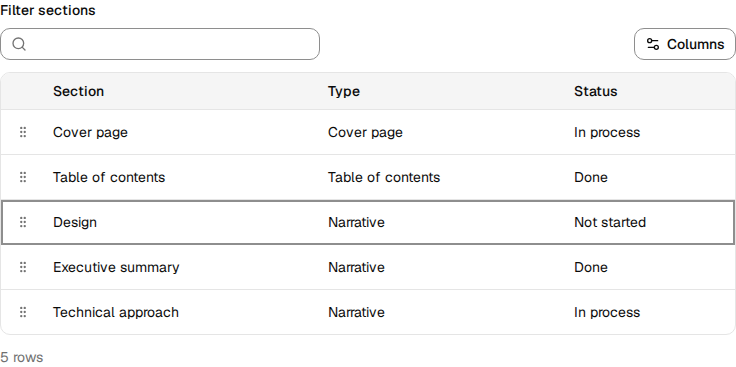 Filter sections
Columns
Section Type Status
Cover page Cover page In process
Table of contents Table of contents Done
Design Narrative Not started
Executive summary Narrative Done
Technical approach Narrative In process
5 rows